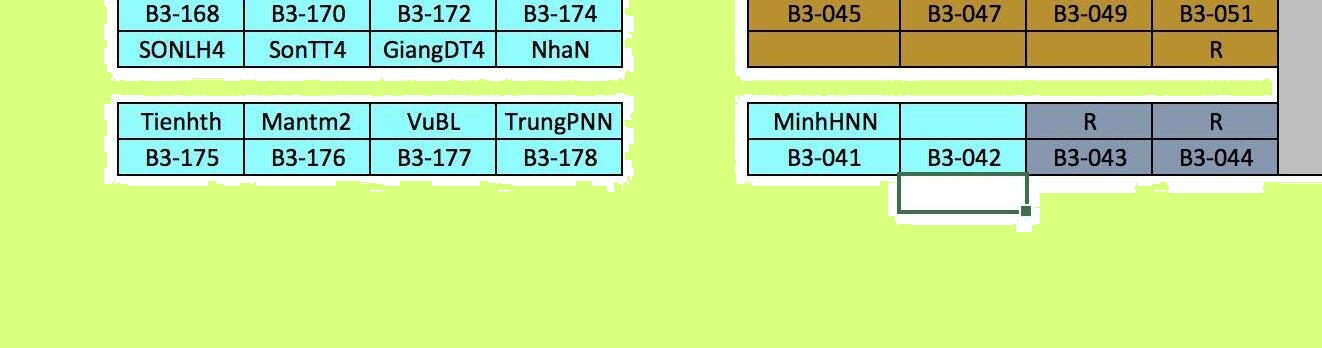 B3-168 B3-170 B3-172 B3-174 B3-045 B3-047 B3-049 B3-051
SONLH4 SonTT4 GiangDT4 NhaN R
Tienhth Mantm2 VuBL TrungPNN MinhHNN R R
B3-175 B3-176 B3-177 B3-178 B3-041 B3-042 B3-043 B3-044